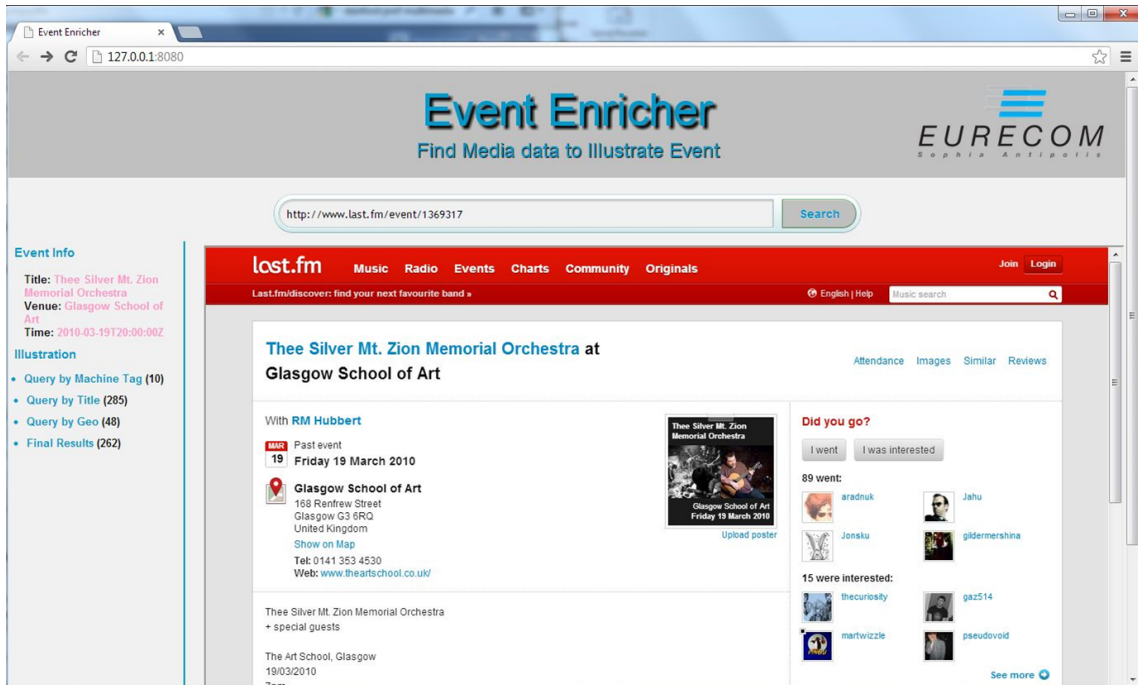 Event Enricher
127.0.0.1:8080
Event Enricher
Find Media data to Illustrate Event
EURECOM
Sophia Antipolis
http://www.last.fm/event/1369317
Search
Event Info
Title: Thee Silver Mt. Zion
Memorial Orchestra
Venue: Glasgow School of
Art
Time: 2010-03-19T20:00:00Z
Illustration
Query by Machine Tag (10)
Query by Title (285)
Query by Geo (48)
Final Results (262)
last.fm
Music Radio Events Charts Community Originals
Join Login
Last.fm/discover: find your next favourite band »
English | Help
Music search
Thee Silver Mt. Zion Memorial Orchestra at
Glasgow School of Art
Attendance Images Similar Reviews
With RM Hubbert
MAR
19
Past event
Friday 19 March 2010
Glasgow School of Art
168 Renfrew Street
Glasgow G3 6RQ
United Kingdom
Show on Map
Tel: 0141 353 4530
Web: www.theartschool.co.uk/
Thee Silver Mt. Zion
Memorial Orchestra
Glasgow School of Art
Friday 19 March 2010
Upload poster
Thee Silver Mt. Zion Memorial Orchestra
+ special guests
The Art School, Glasgow
19/03/2010
7pm
Did you go?
I went I was interested
89 went:
aradnuk Jahu
Jonsku gildermershina
15 were interested:
thecuriosity gaz514
martwizzle pseudovoid
See more